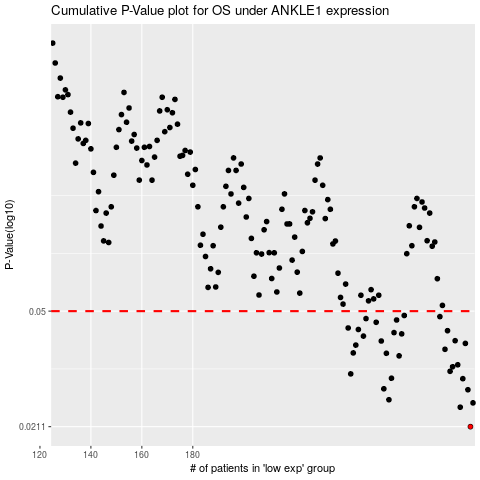 Cumulative P-Value plot for OS under ANKLE1 expression
P-Value(log10)
0.05
0.0211
120 140 160 180
# of patients in 'low exp' group